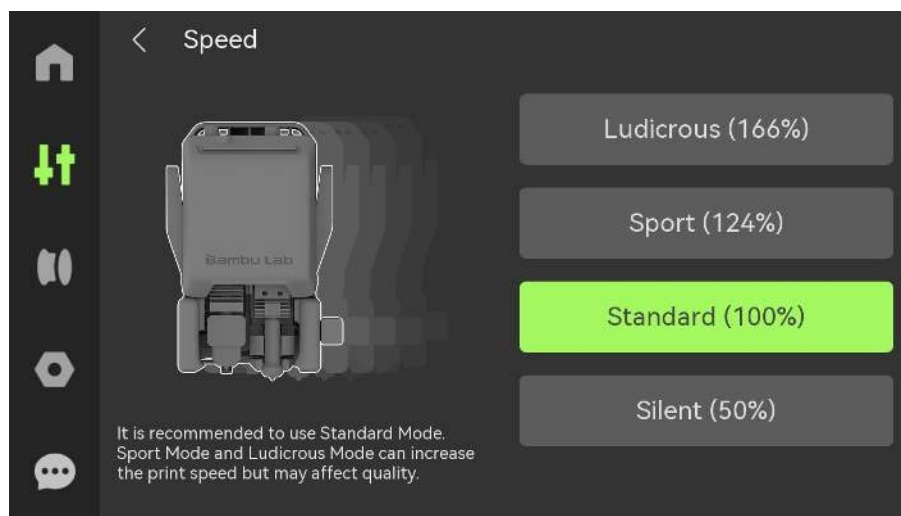 Speed
Bambu Lab
It is recommended to use Standard Mode.
Sport Mode and Ludicrous Mode can increase
the print speed but may affect quality.
Ludicrous (166%)
Sport (124%)
Standard (100%)
Silent (50%)